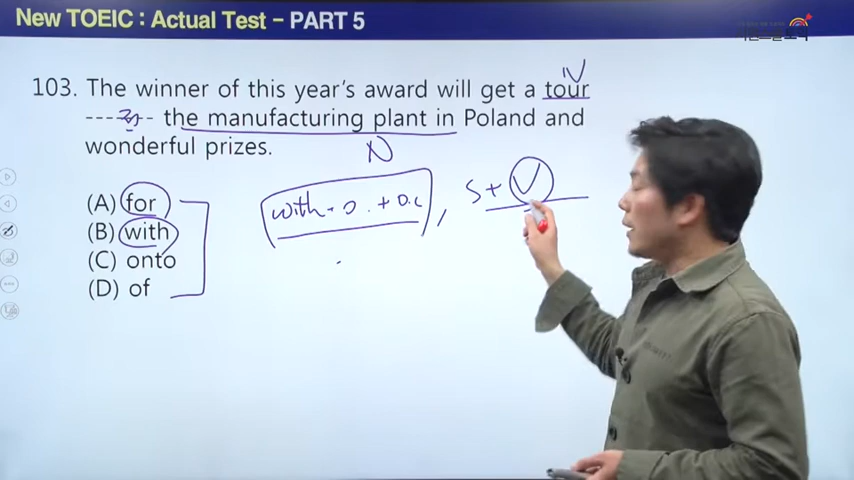 New TOEIC : Actual Test – PART 5
103. The winner of this year's award will get a tour
------- the manufacturing plant in Poland and
wonderful prizes.
N
N
(A) for
(B) with
(C) onto
(D) of
with + o. + o.c , S + V